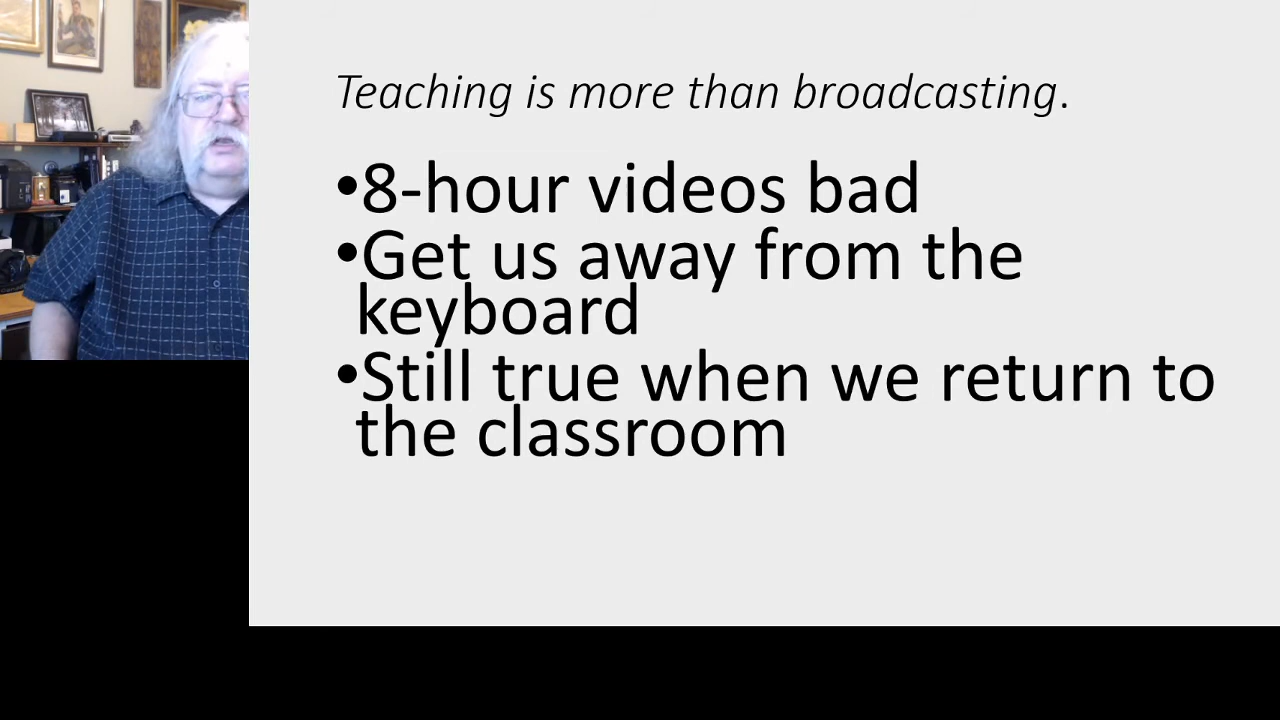 Teaching is more than broadcasting.
•8-hour videos bad
•Get us away from the
keyboard
•Still true when we return to
the classroom